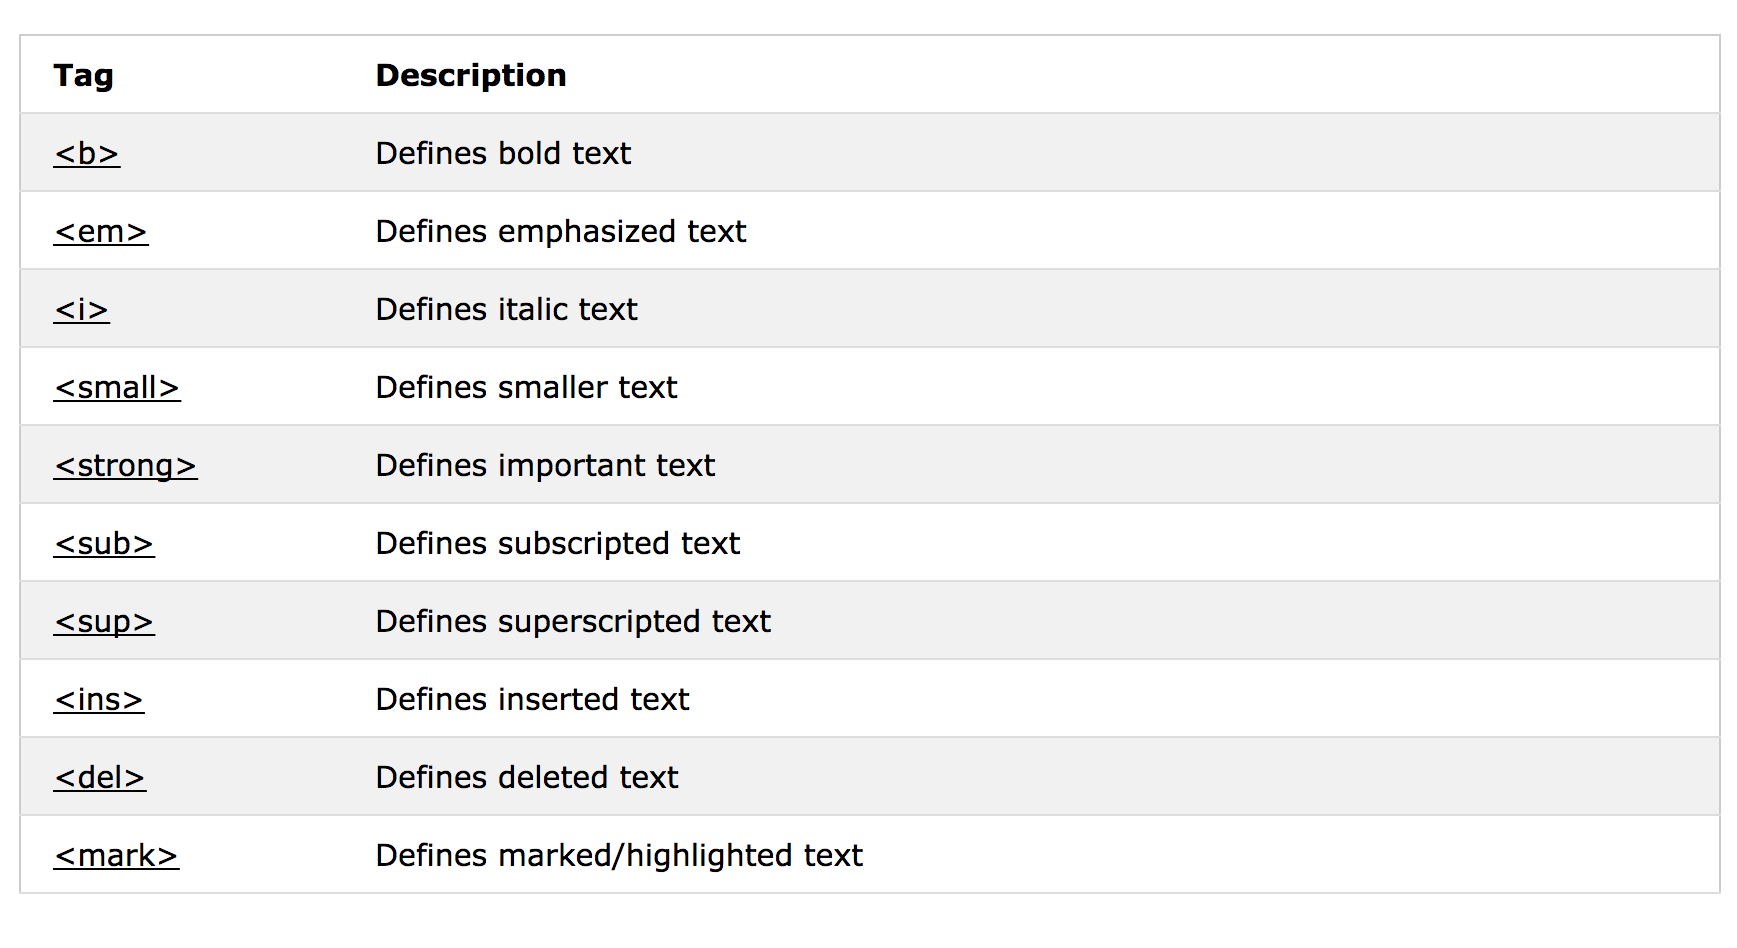 Tag Description
<b> Defines bold text
<em> Defines emphasized text
<i> Defines italic text
<small> Defines smaller text
<strong> Defines important text
<sub> Defines subscripted text
<sup> Defines superscripted text
<ins> Defines inserted text
<del> Defines deleted text
<mark> Defines marked/highlighted text